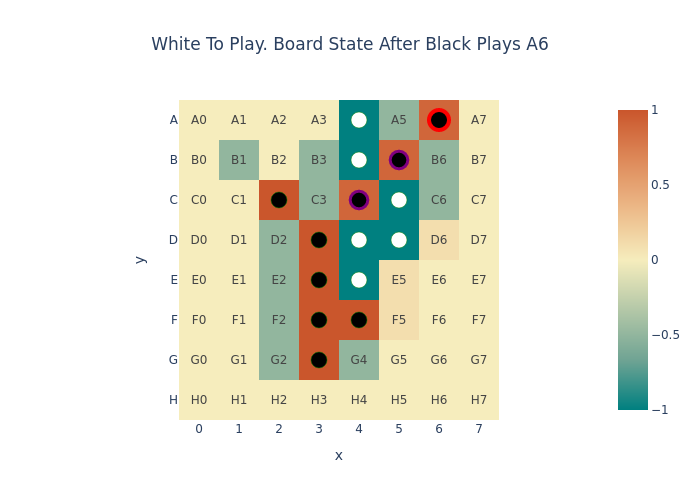 White To Play. Board State After Black Plays A6
A A0 A1 A2 A3 A5 A7
B B0 B1 B2 B3 B6 B7
C C0 C1 C3 C6 C7
D D0 D1 D2 D6 D7
E E0 E1 E2 E5 E6 E7
F F0 F1 F2 F5 F6 F7
G G0 G1 G2 G4 G5 G6 G7
H H0 H1 H2 H3 H4 H5 H6 H7
0 1 2 3 4 5 6 7
x
y
1
0.5
0
−0.5
−1